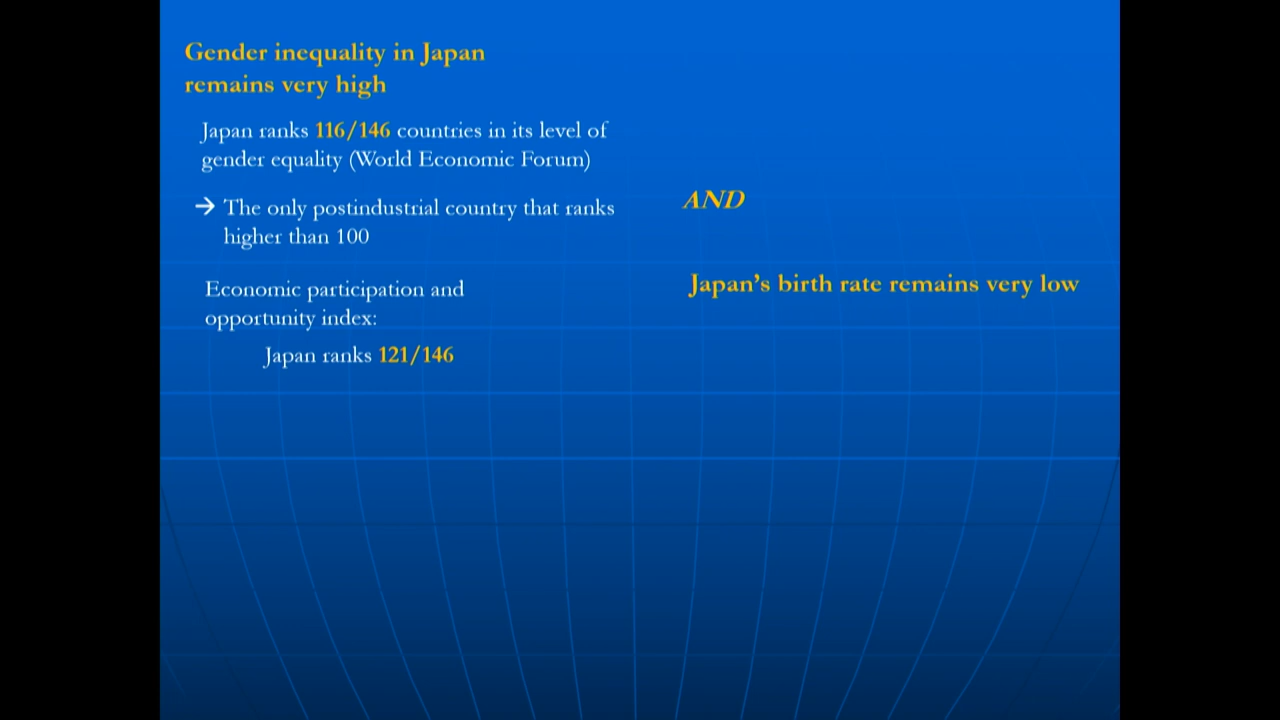 Gender inequality in Japan
remains very high
Japan ranks 116/146 countries in its level of
gender equality (World Economic Forum)
→ The only postindustrial country that ranks
higher than 100
Economic participation and
opportunity index:
Japan ranks 121/146
AND
Japan’s birth rate remains very low